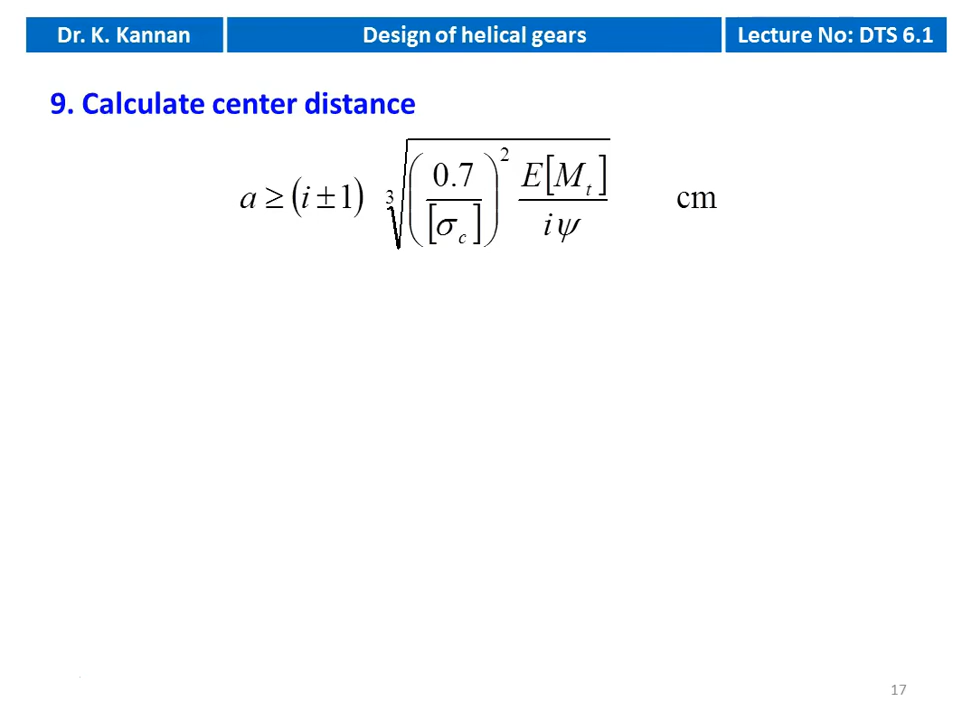 Dr. K. Kannan
Design of helical gears
Lecture No: DTS 6.1
9. Calculate center distance
a ≥ (i ± 1) ∛((0.7/[σc])² E[Mt]/(iψ)) cm
17